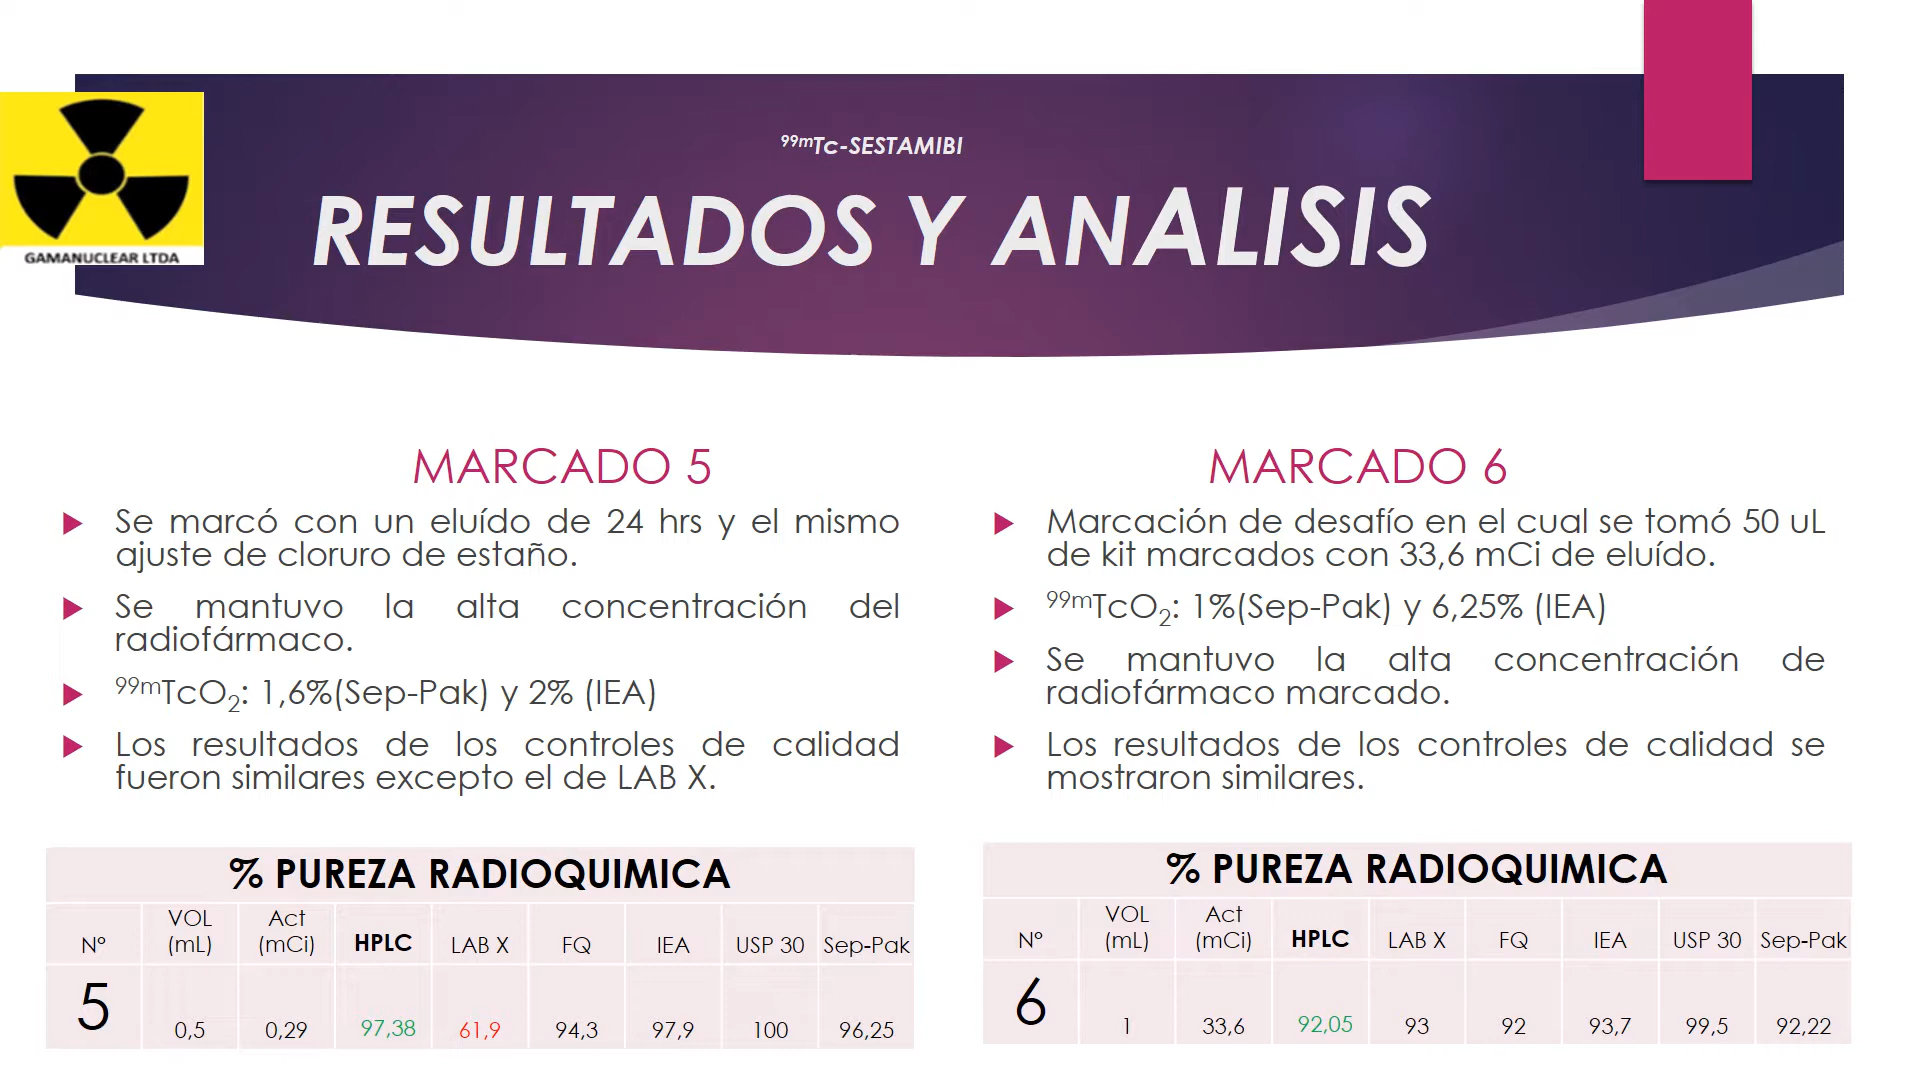 GAMANUCLEAR LTDA
99mTc-SESTAMIBI
RESULTADOS Y ANALISIS
MARCADO 5
Se marcó con un eluído de 24 hrs y el mismo
ajuste de cloruro de estaño.
Se mantuvo la alta concentración del
radiofármaco.
99mTcO2: 1,6%(Sep-Pak) y 2% (IEA)
Los resultados de los controles de calidad
fueron similares excepto el de LAB X.
% PUREZA RADIOQUIMICA
N° VOL (mL) Act (mCi) HPLC LAB X FQ IEA USP 30 Sep-Pak
5 0,5 0,29 97,38 61,9 94,3 97,9 100 96,25
MARCADO 6
Marcación de desafío en el cual se tomó 50 uL
de kit marcados con 33,6 mCi de eluído.
99mTcO2: 1%(Sep-Pak) y 6,25% (IEA)
Se mantuvo la alta concentración de
radiofármaco marcado.
Los resultados de los controles de calidad se
mostraron similares.
% PUREZA RADIOQUIMICA
N° VOL (mL) Act (mCi) HPLC LAB X FQ IEA USP 30 Sep-Pak
6 1 33,6 92,05 93 92 93,7 99,5 92,22